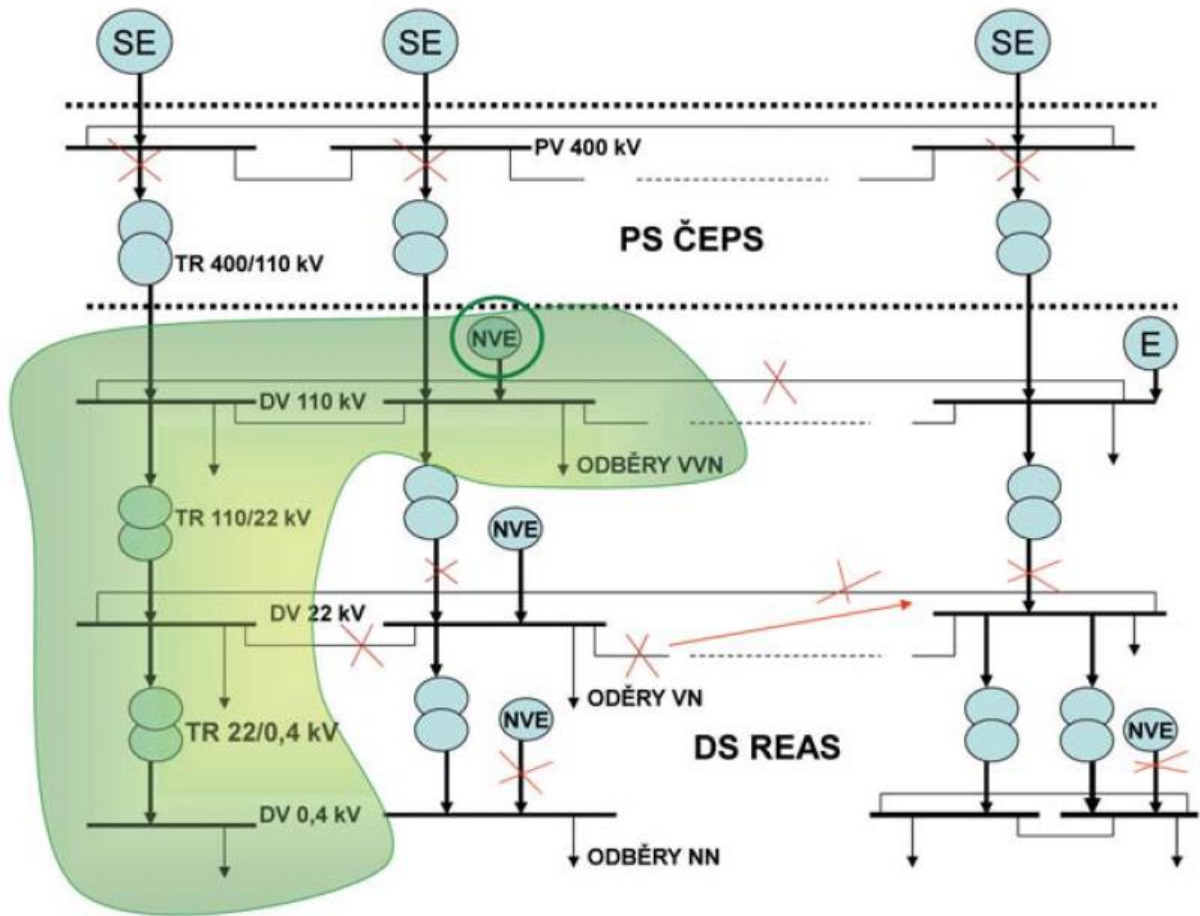 SE
SE
SE
PV 400 kV
PS ČEPS
TR 400/110 kV
NVE
E
DV 110 kV
ODBĚRY VVN
TR 110/22 kV
NVE
DV 22 kV
ODĚRY VN
TR 22/0,4 kV
NVE
DS REAS
NVE
DV 0,4 kV
ODBĚRY NN